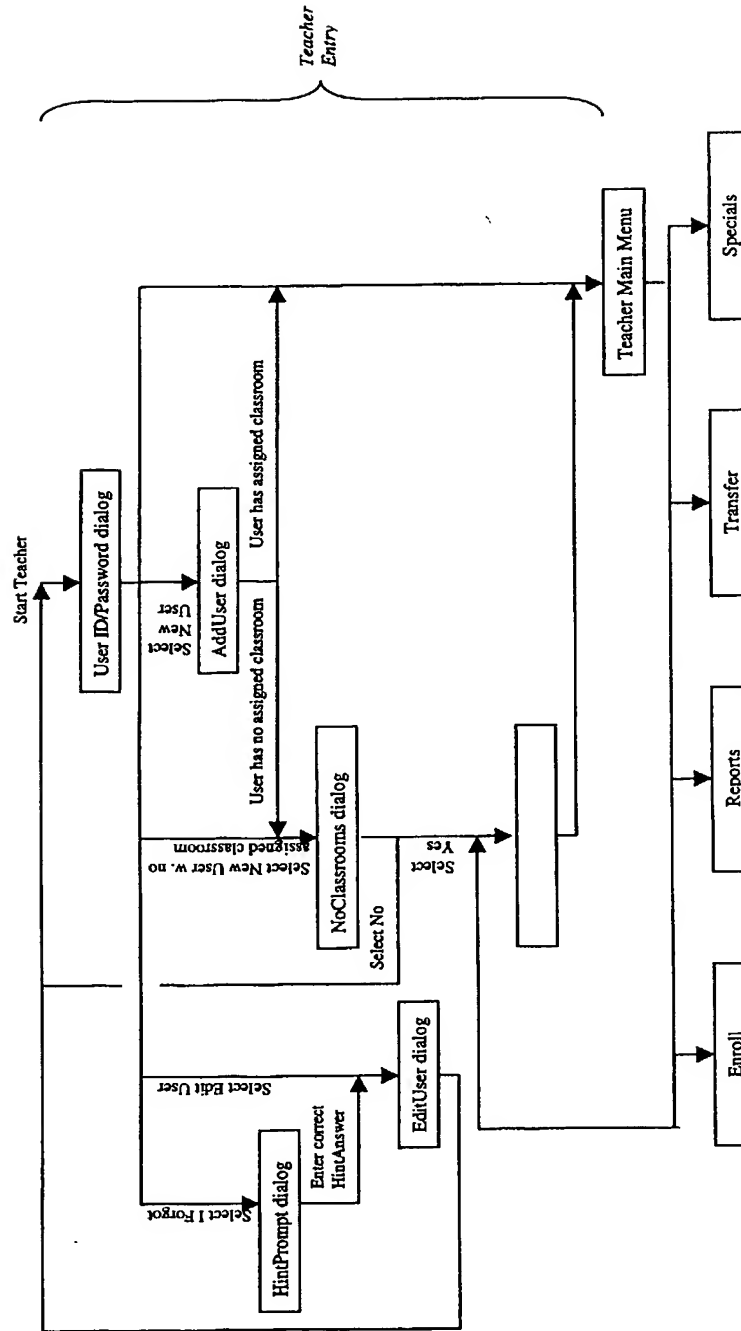 Teacher
Entry
Start Teacher
User ID/Password dialog
Select
New
User
AddUser dialog
User has no assigned classroom
User has assigned classroom
Select New User w. no
assigned classroom
NoClassrooms dialog
Select No
Select
Yes
Select Edit User
Select I Forgot
HintPrompt dialog
Enter correct
HintAnswer
EditUser dialog
Teacher Main Menu
Enroll
Reports
Transfer
Specials